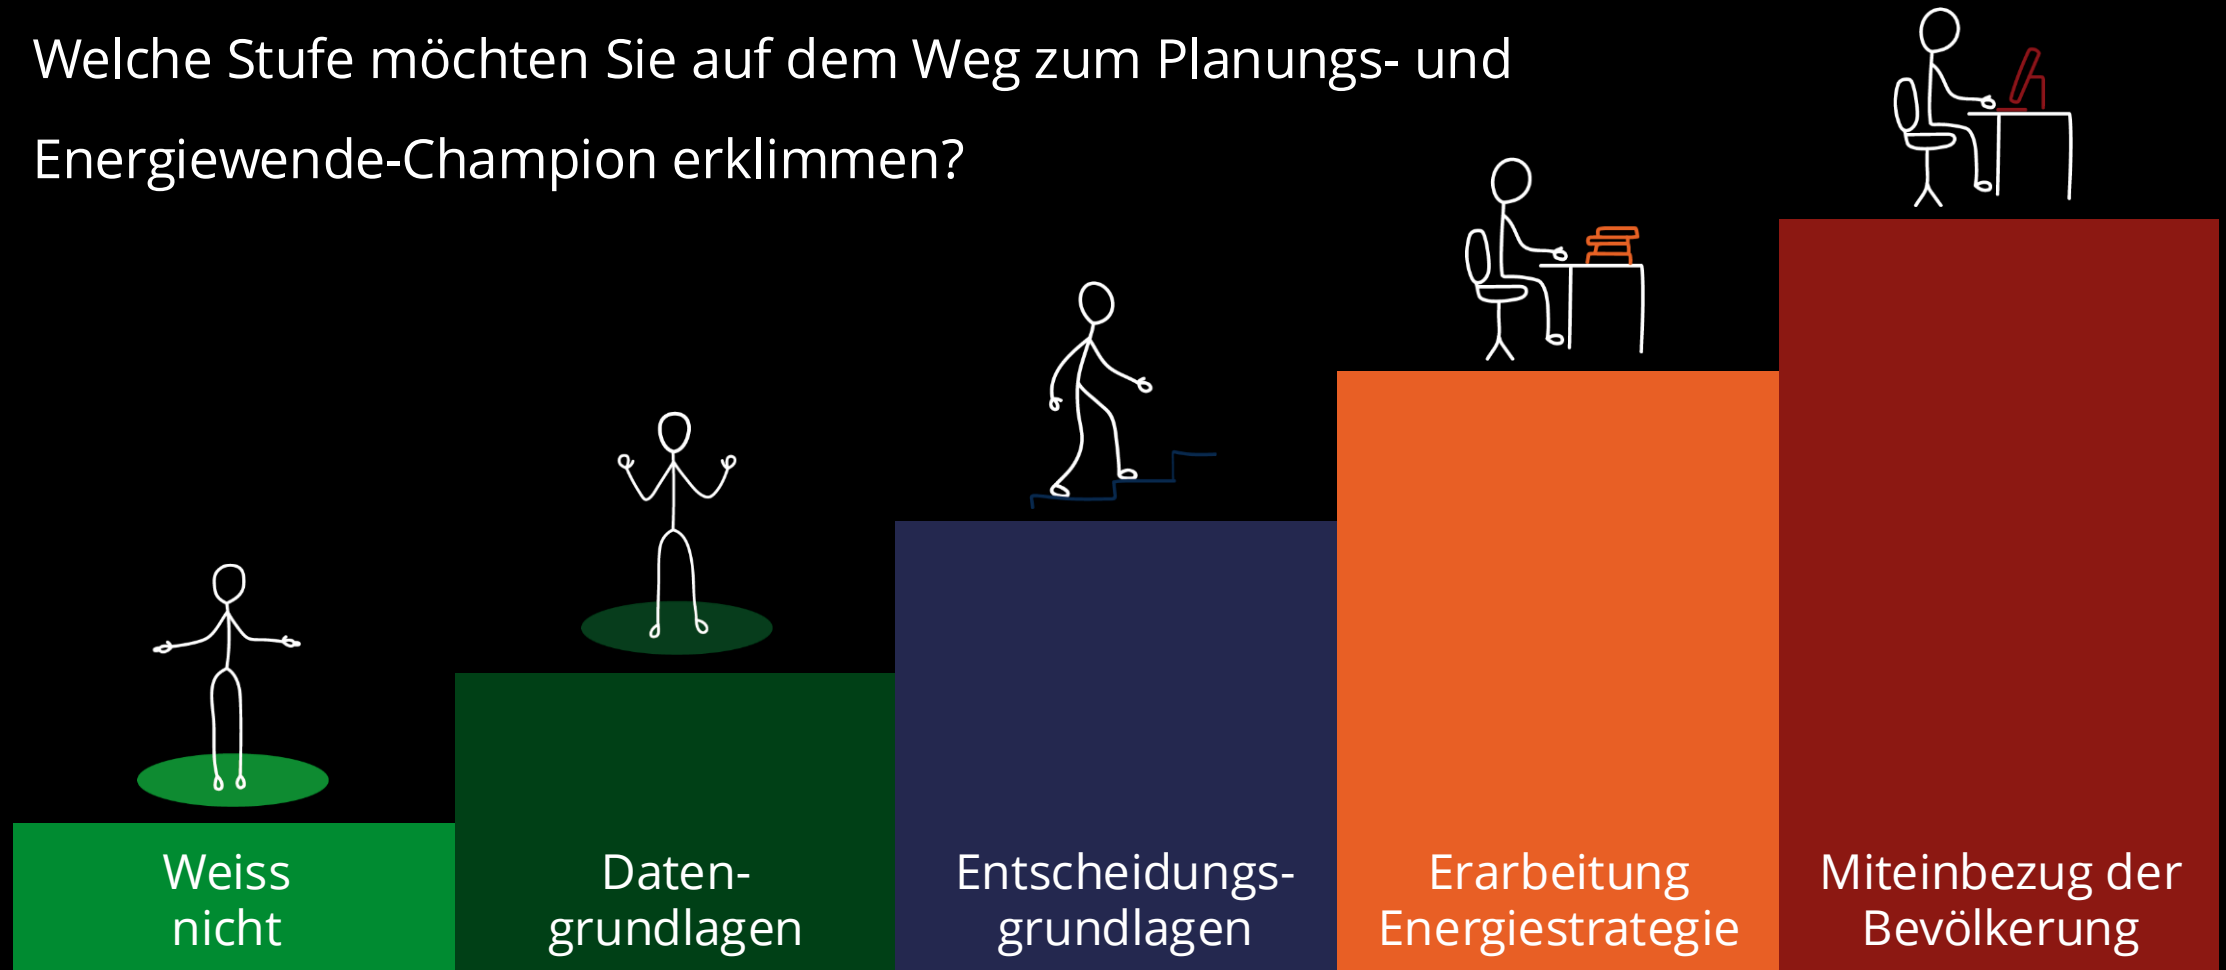 Welche Stufe möchten Sie auf dem Weg zum Planungs- und
Energiewende-Champion erklimmen?
Weiss
nicht
Daten-
grundlagen
Entscheidungs-
grundlagen
Erarbeitung
Energiestrategie
Miteinbezug der
Bevölkerung